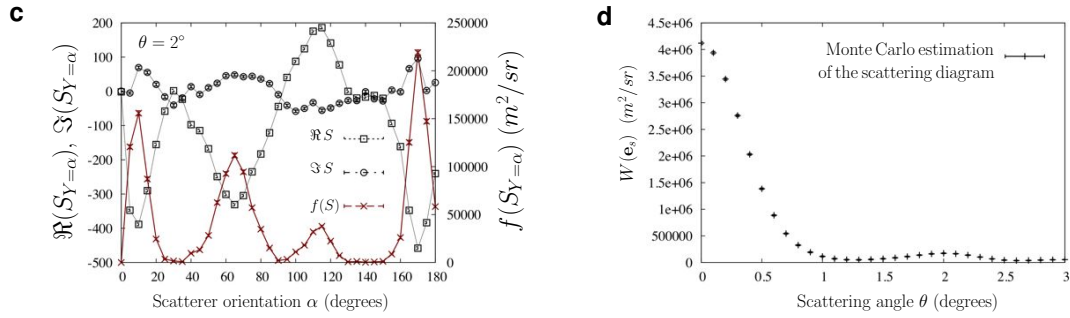 c
θ = 2°
ℜ(S_{Y=α}), ℑ(S_{Y=α})
200
100
0
-100
-200
-300
-400
-500
ℜS
ℑS
f(S)
250000
200000
150000
100000
50000
0
f(S_{Y=α}) (m²/sr)
0 20 40 60 80 100 120 140 160 180
Scatterer orientation α (degrees)
d
W(e_s) (m²/sr)
4.5e+06
4e+06
3.5e+06
3e+06
2.5e+06
2e+06
1.5e+06
1e+06
500000
0
Monte Carlo estimation
of the scattering diagram
0 0.5 1 1.5 2 2.5 3
Scattering angle θ (degrees)